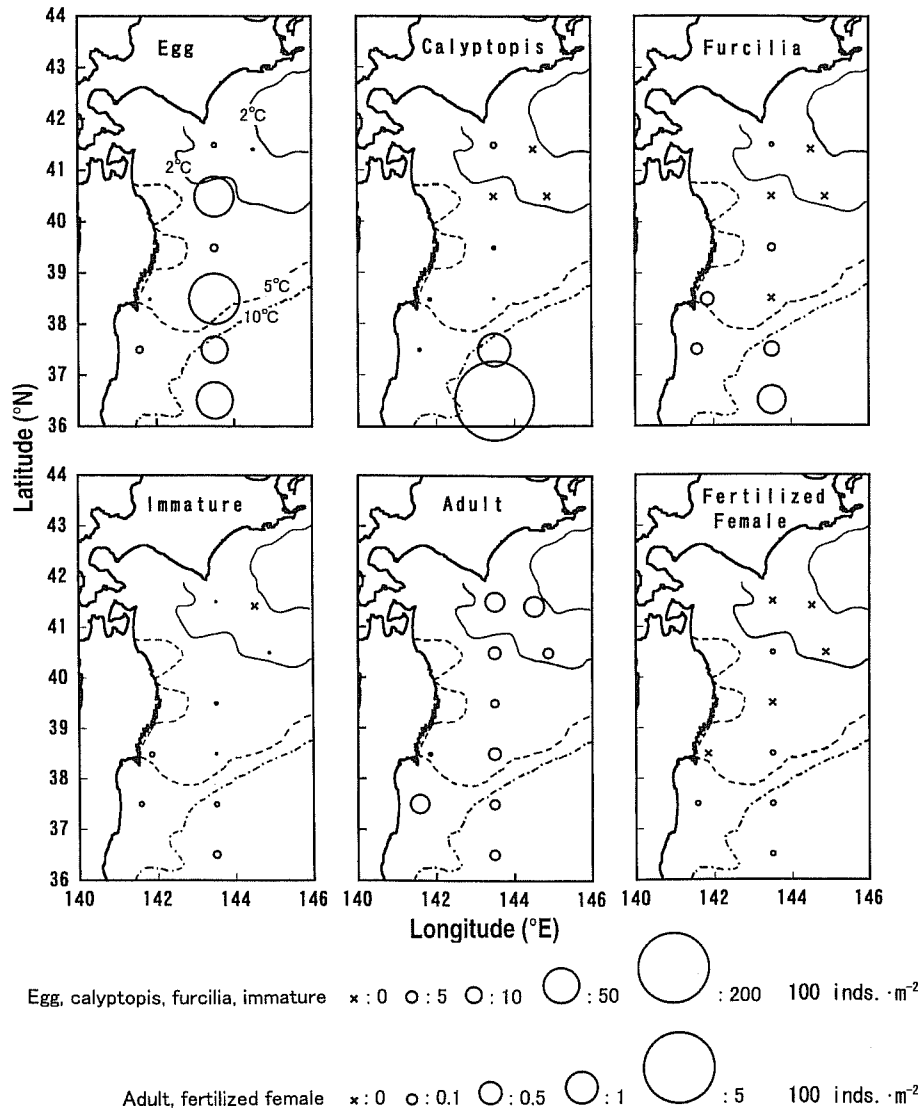 Egg
Calyptopis
Furcilia
44
43
42
41
40
39
38
37
36
2°C
2°C
5°C
10°C
Latitude (°N)
Immature
Adult
Fertilized
Female
44
43
42
41
40
39
38
37
36
140 142 144 146
140 142 144 146
140 142 144 146
Longitude (°E)
Egg, calyptopis, furcilia, immature ×: 0 ○: 5 ○: 10 ○: 50 ○: 200 100 inds. ·m⁻²
Adult, fertilized female ×: 0 ○: 0.1 ○: 0.5 ○: 1 ○: 5 100 inds. ·m⁻²